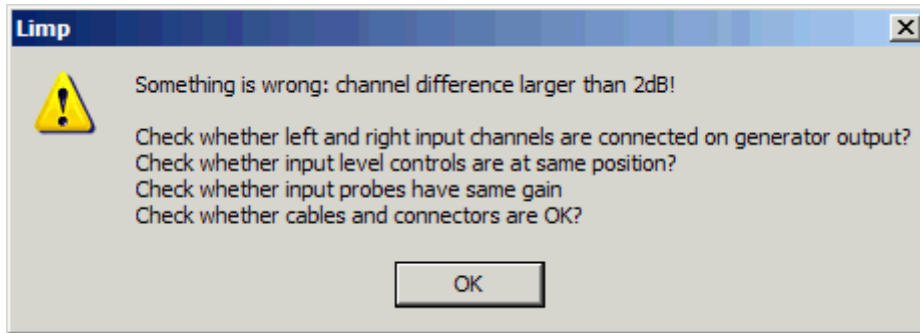 Limp
Something is wrong: channel difference larger than 2dB!
Check whether left and right input channels are connected on generator output?
Check whether input level controls are at same position?
Check whether input probes have same gain
Check whether cables and connectors are OK?
OK